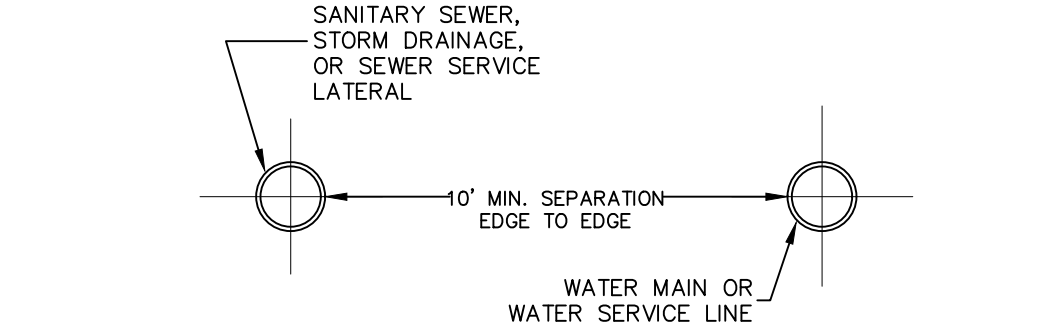 SANITARY SEWER,
STORM DRAINAGE,
OR SEWER SERVICE
LATERAL
10' MIN. SEPARATION
EDGE TO EDGE
WATER MAIN OR
WATER SERVICE LINE